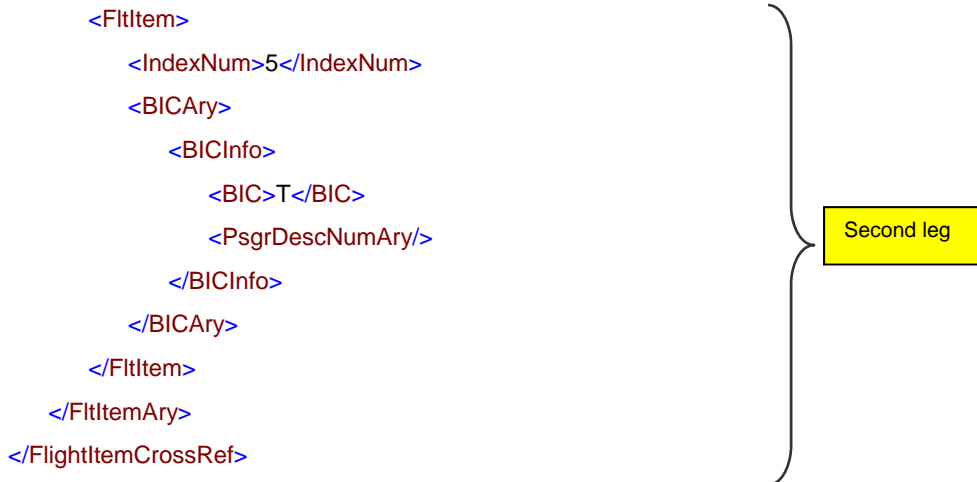 <FltItem>
<IndexNum>5</IndexNum>
<BICAry>
<BICInfo>
<BIC>T</BIC>
<PsgrDescNumAry/>
</BICInfo>
</BICAry>
</FltItem>
</FltItemAry>
</FlightItemCrossRef>
Second leg